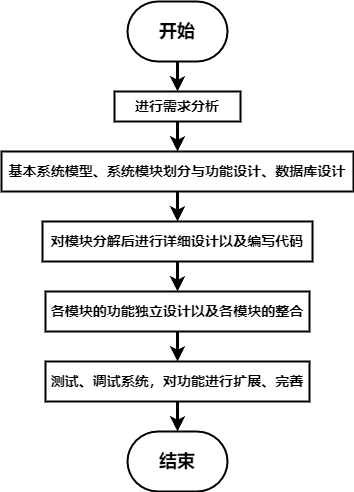 开始
进行需求分析
基本系统模型、系统模块划分与功能设计、数据库设计
对模块分解后进行详细设计以及编写代码
各模块的功能独立设计以及各模块的整合
测试、调试系统，对功能进行扩展、完善
结束